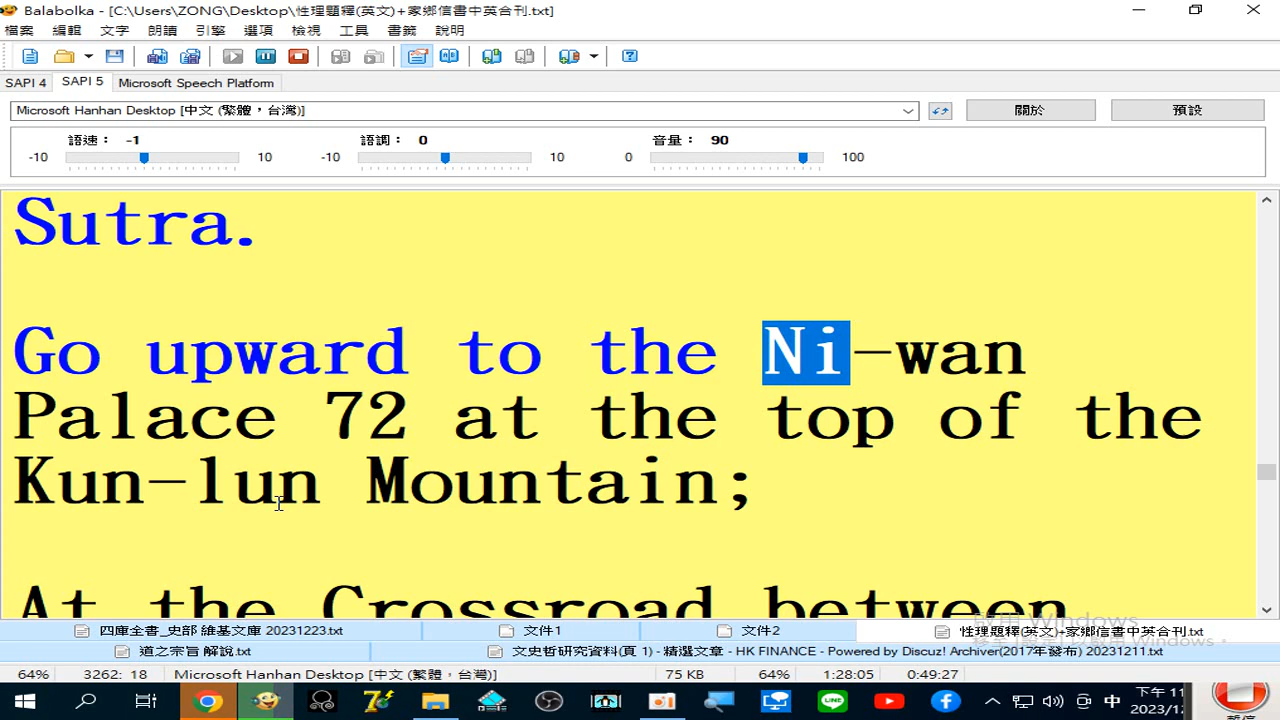 Balabolka - [C:\Users\ZONG\Desktop\性理題釋(英文)+家鄉信書中英合刊.txt]
檔案 編輯 文字 朗讀 引擎 選項 檢視 工具 書籤 說明
SAPI 4 SAPI 5 Microsoft Speech Platform
Microsoft Hanhan Desktop [中文 (繁體，台灣)] 關於 預設
語速： -1 語調： 0 音量： 90
-10 10 -10 10 0 100
Sutra.
Go upward to the Ni-wan
Palace 72 at the top of the
Kun-lun Mountain;
At the Crossroad between
啟用 Windows
四庫全書_史部 維基文庫 20231223.txt 文件1 文件2 性理題釋(英文)+家鄉信書中英合刊.txt
道之宗旨 解說.txt 文史哲研究資料(頁 1) - 精選文章 - HK FINANCE - Powered by Discuz! Archiver(2017年發布) 20231211.txt
64% 3262: 18 Microsoft Hanhan Desktop [中文 (繁體，台灣)] 75 KB 64% 1:28:05 0:49:27
中 下午 11
2023/12